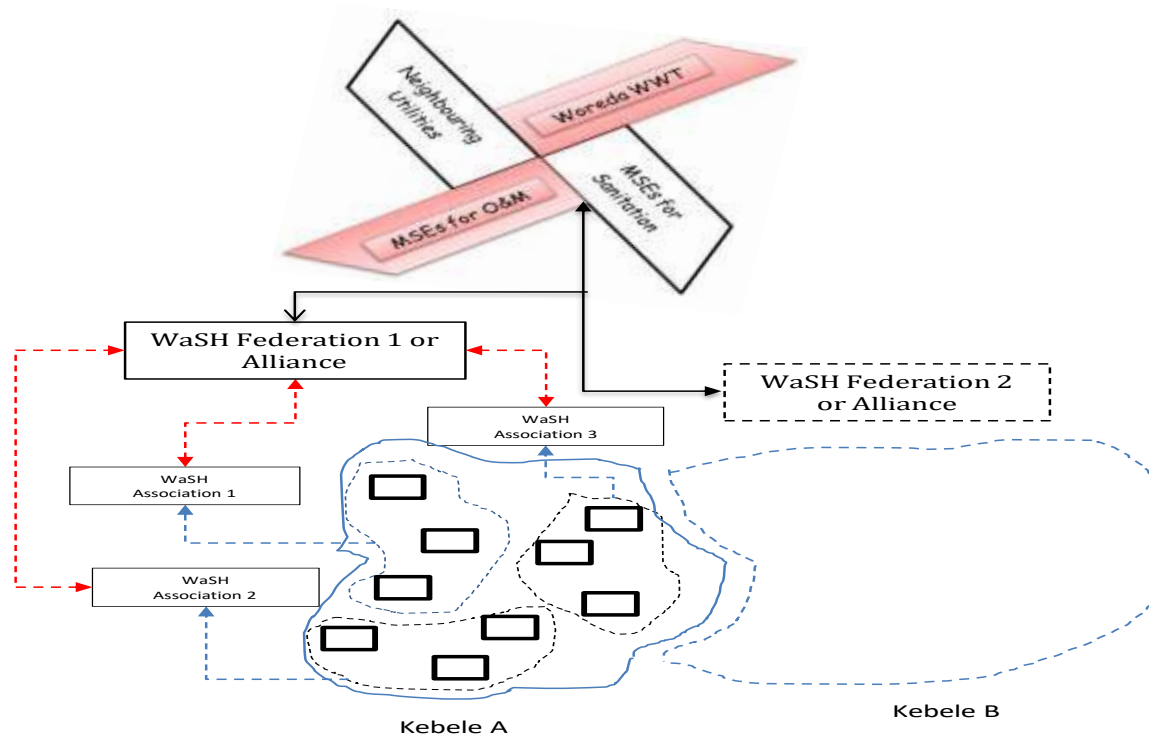 Neighbouring
Utilities
Woreda WWT
MSEs for O&M
MSEs for
Sanitation
WaSH Federation 1 or
Alliance
WaSH Federation 2
or Alliance
WaSH
Association 3
WaSH
Association 1
WaSH
Association 2
Kebele A
Kebele B